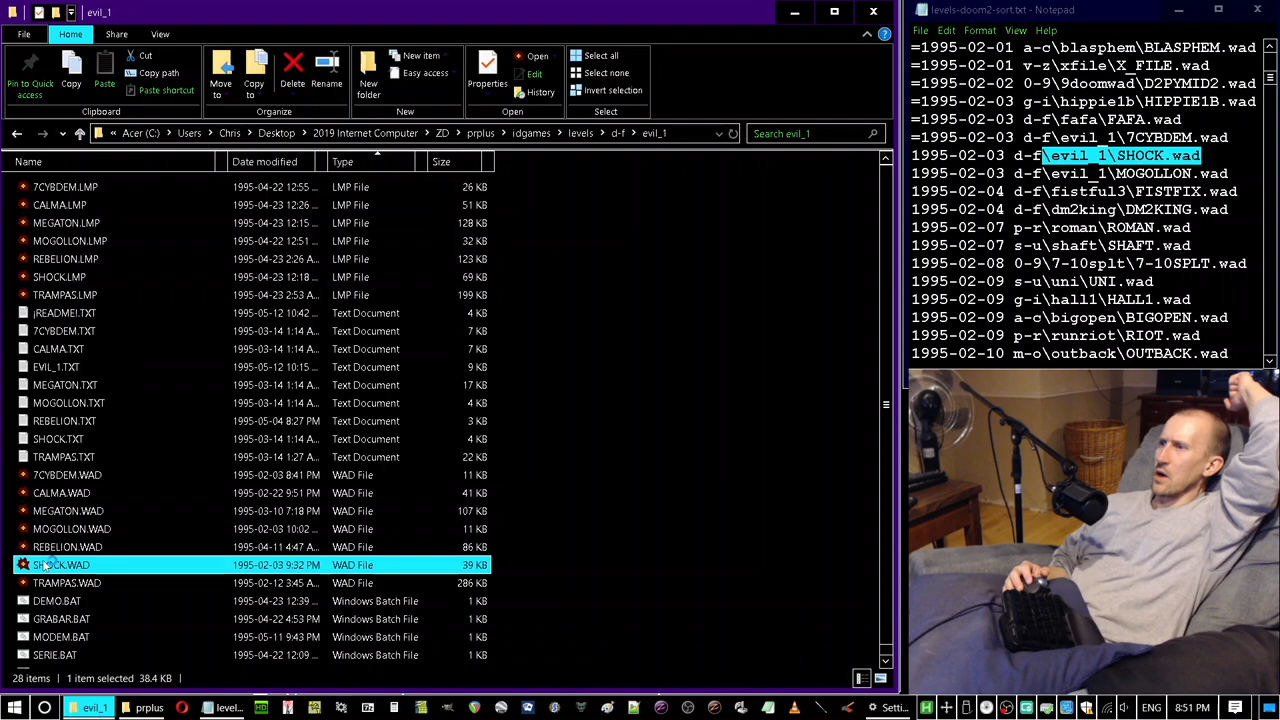 evil_1
File Home Share View
Pin to Quick access
Copy
Paste
Cut
Copy path
Paste shortcut
Clipboard
Move to
Copy to
Delete
Rename
Organize
New folder
New item
Easy access
New
Properties
Open
Edit
History
Open
Select all
Select none
Invert selection
Select
Acer (C:) Users Chris Desktop 2019 Internet Computer ZD prplus idgames levels d-f evil_1
Search evil_1
Name Date modified Type Size
7CYBDEM.LMP 1995-04-22 12:55 ... LMP File 26 KB
CALMA.LMP 1995-04-23 12:26 ... LMP File 51 KB
MEGATON.LMP 1995-04-23 12:15 ... LMP File 128 KB
MOGOLLON.LMP 1995-04-22 12:51 ... LMP File 32 KB
REBELION.LMP 1995-04-23 2:26 A... LMP File 123 KB
SHOCK.LMP 1995-04-23 12:18 ... LMP File 69 KB
TRAMPAS.LMP 1995-04-23 2:53 A... LMP File 199 KB
¡README!.TXT 1995-05-12 10:42 ... Text Document 4 KB
7CYBDEM.TXT 1995-03-14 1:14 A... Text Document 7 KB
CALMA.TXT 1995-03-14 1:14 A... Text Document 7 KB
EVIL_1.TXT 1995-05-12 10:15 ... Text Document 9 KB
MEGATON.TXT 1995-03-14 1:14 A... Text Document 17 KB
MOGOLLON.TXT 1995-03-14 1:14 A... Text Document 3 KB
REBELION.TXT 1995-05-04 8:27 PM Text Document 3 KB
SHOCK.TXT 1995-03-14 1:14 A... Text Document 4 KB
TRAMPAS.TXT 1995-03-14 1:27 A... Text Document 22 KB
7CYBDEM.WAD 1995-02-03 8:41 PM WAD File 11 KB
CALMA.WAD 1995-02-22 9:51 PM WAD File 41 KB
MEGATON.WAD 1995-03-10 7:18 PM WAD File 107 KB
MOGOLLON.WAD 1995-02-03 10:02 ... WAD File 11 KB
REBELION.WAD 1995-04-11 4:47 A... WAD File 86 KB
SHOCK.WAD 1995-02-03 9:32 PM WAD File 39 KB
TRAMPAS.WAD 1995-02-12 3:45 A... WAD File 286 KB
DEMO.BAT 1995-04-23 12:39 ... Windows Batch File 1 KB
GRABAR.BAT 1995-04-22 4:53 P... Windows Batch File 1 KB
MODEM.BAT 1995-05-11 9:43 PM Windows Batch File 1 KB
SERIE.BAT 1995-04-22 12:09 ... Windows Batch File 1 KB
28 items 1 item selected 38.4 KB
levels-doom2-sort.txt - Notepad
File Edit Format View Help
=1995-02-01 a-c\blasphem\BLASPHEM.wad
=1995-02-01 v-z\xfile\X_FILE.wad
=1995-02-02 0-9\9doomwad\D2PYMID2.wad
=1995-02-03 g-i\hippie1b\HIPPIE1B.wad
=1995-02-03 d-f\fafa\FAFA.wad
=1995-02-03 d-f\evil_1\7CYBDEM.wad
1995-02-03 d-f\evil_1\SHOCK.wad
1995-02-03 d-f\evil_1\MOGOLLON.wad
1995-02-04 d-f\fistful3\FISTFIX.wad
1995-02-04 d-f\dm2king\DM2KING.wad
1995-02-07 p-r\roman\ROMAN.wad
1995-02-07 s-u\shaft\SHAFT.wad
1995-02-08 0-9\7-10splt\7-10SPLT.wad
1995-02-09 s-u\uni\UNI.wad
1995-02-09 g-i\hall1\HALL1.wad
1995-02-09 a-c\bigopen\BIGOPEN.wad
1995-02-09 p-r\runriot\RIOT.wad
1995-02-10 m-o\outback\OUTBACK.wad
evil_1 prplus level... Setti... ENG 8:51 PM